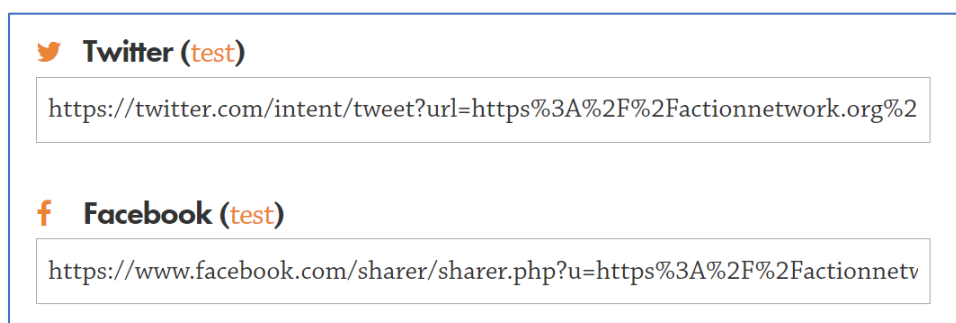 Twitter (test)
https://twitter.com/intent/tweet?url=https%3A%2F%2Factionnetwork.org%2
Facebook (test)
https://www.facebook.com/sharer/sharer.php?u=https%3A%2F%2Factionnetw